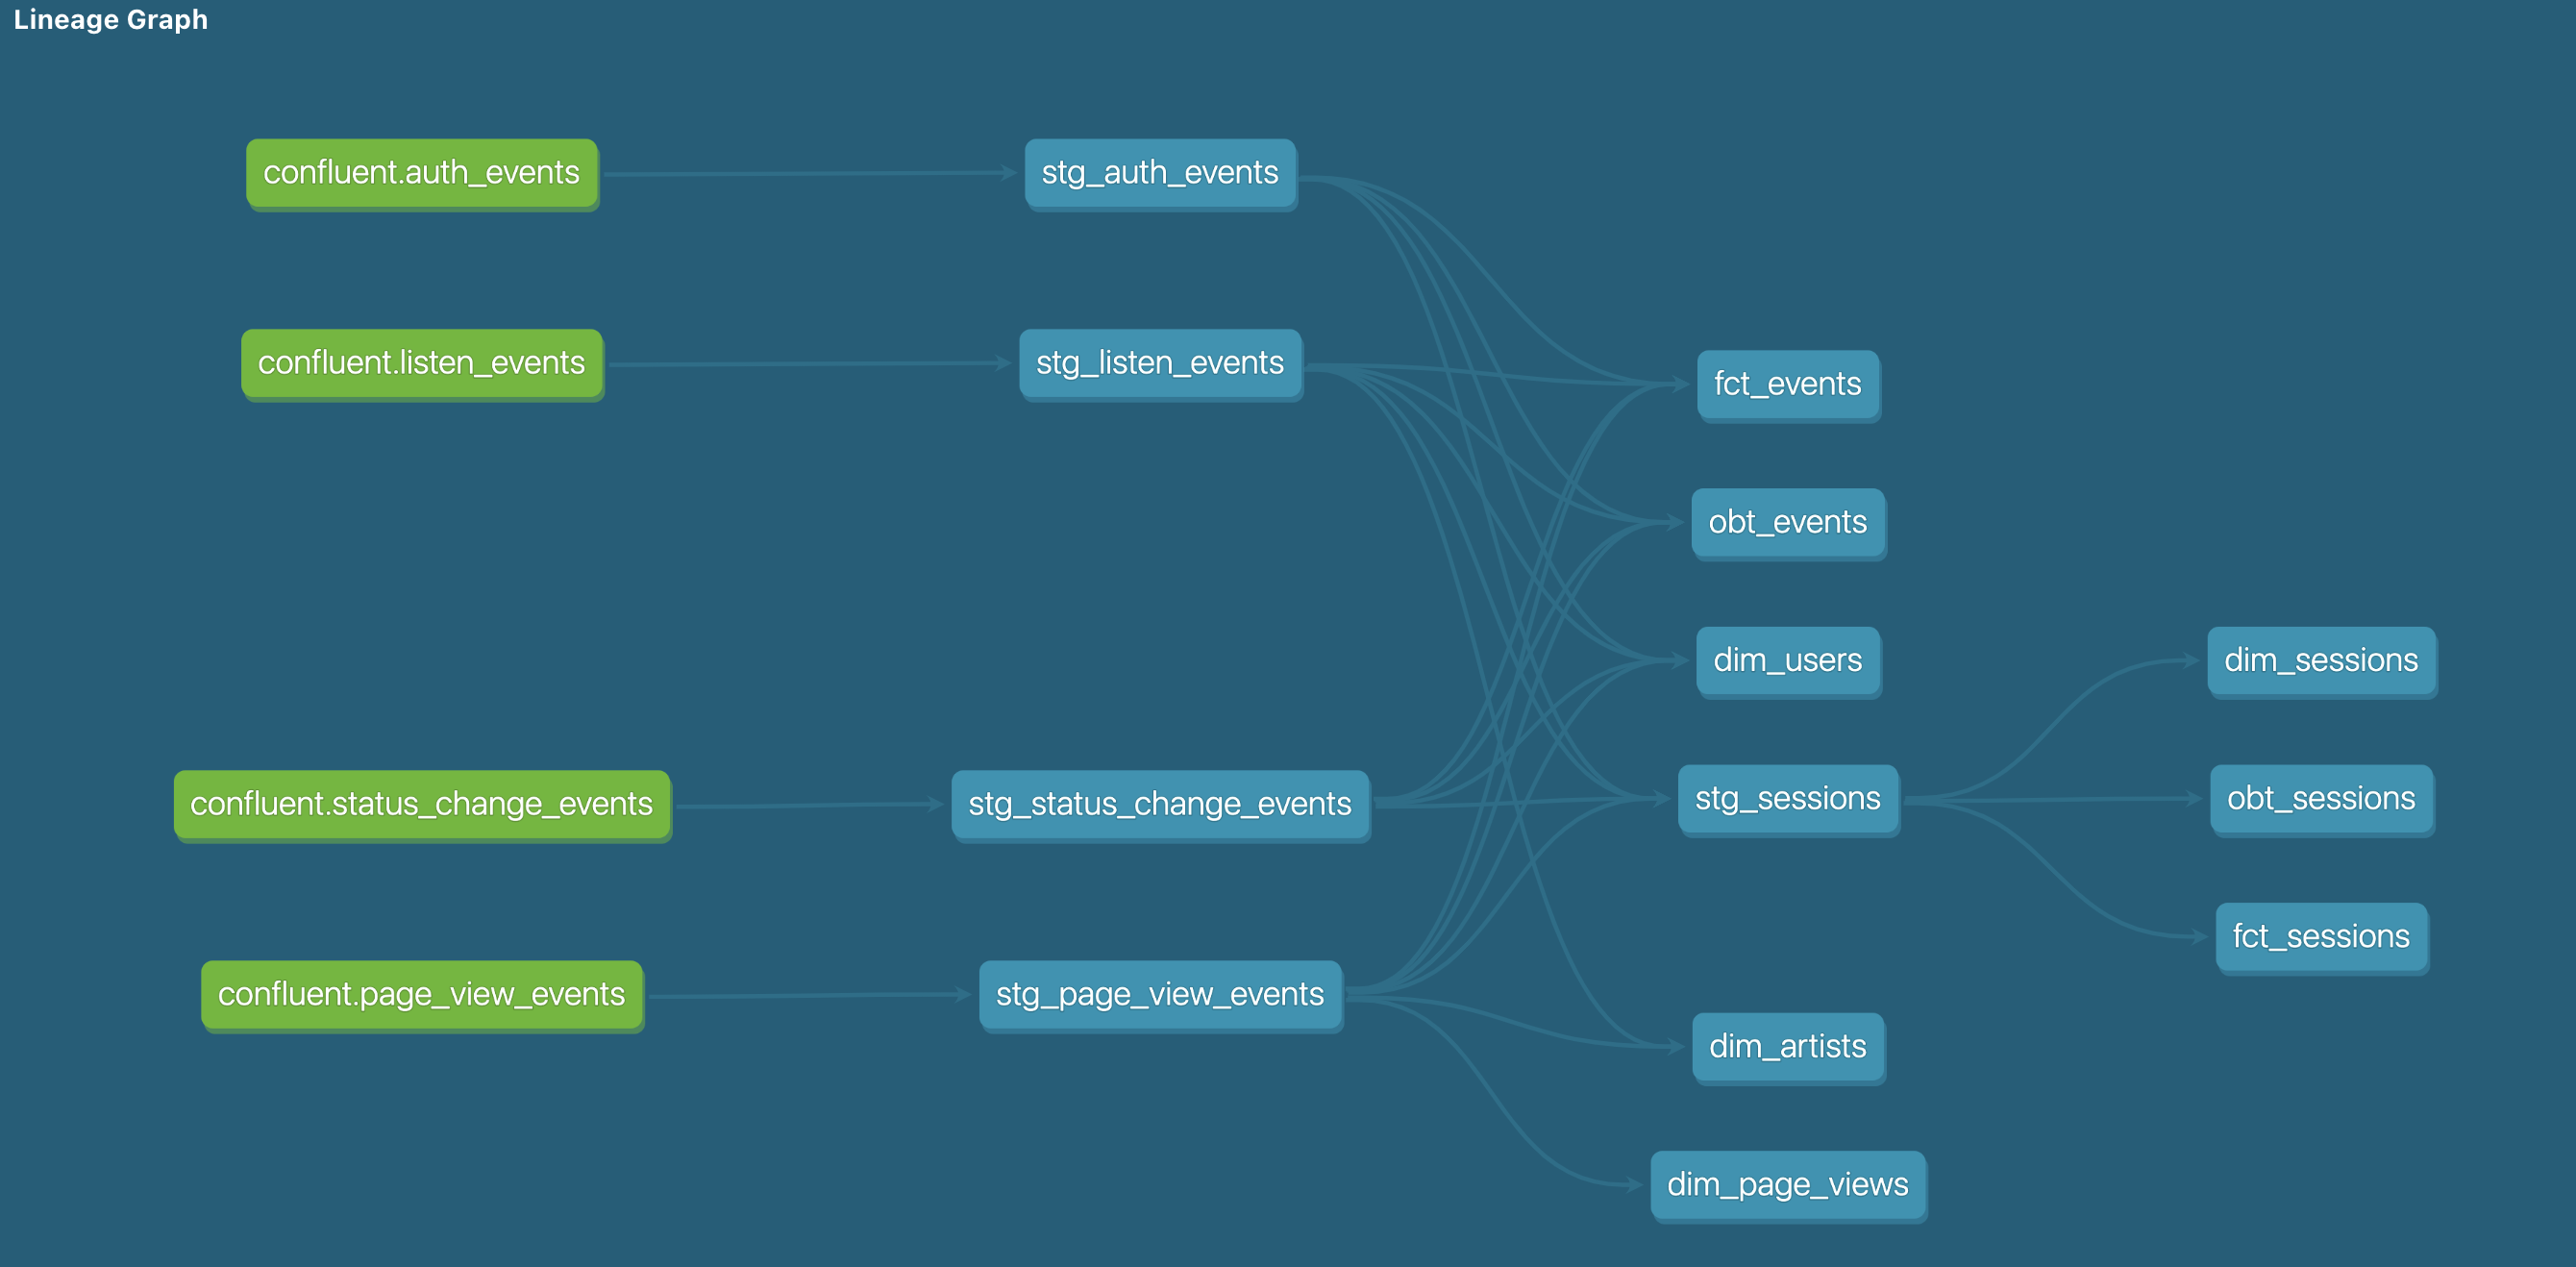 Lineage Graph
confluent.auth_events
stg_auth_events
confluent.listen_events
stg_listen_events
fct_events
obt_events
dim_users
dim_sessions
confluent.status_change_events
stg_status_change_events
stg_sessions
obt_sessions
fct_sessions
confluent.page_view_events
stg_page_view_events
dim_artists
dim_page_views